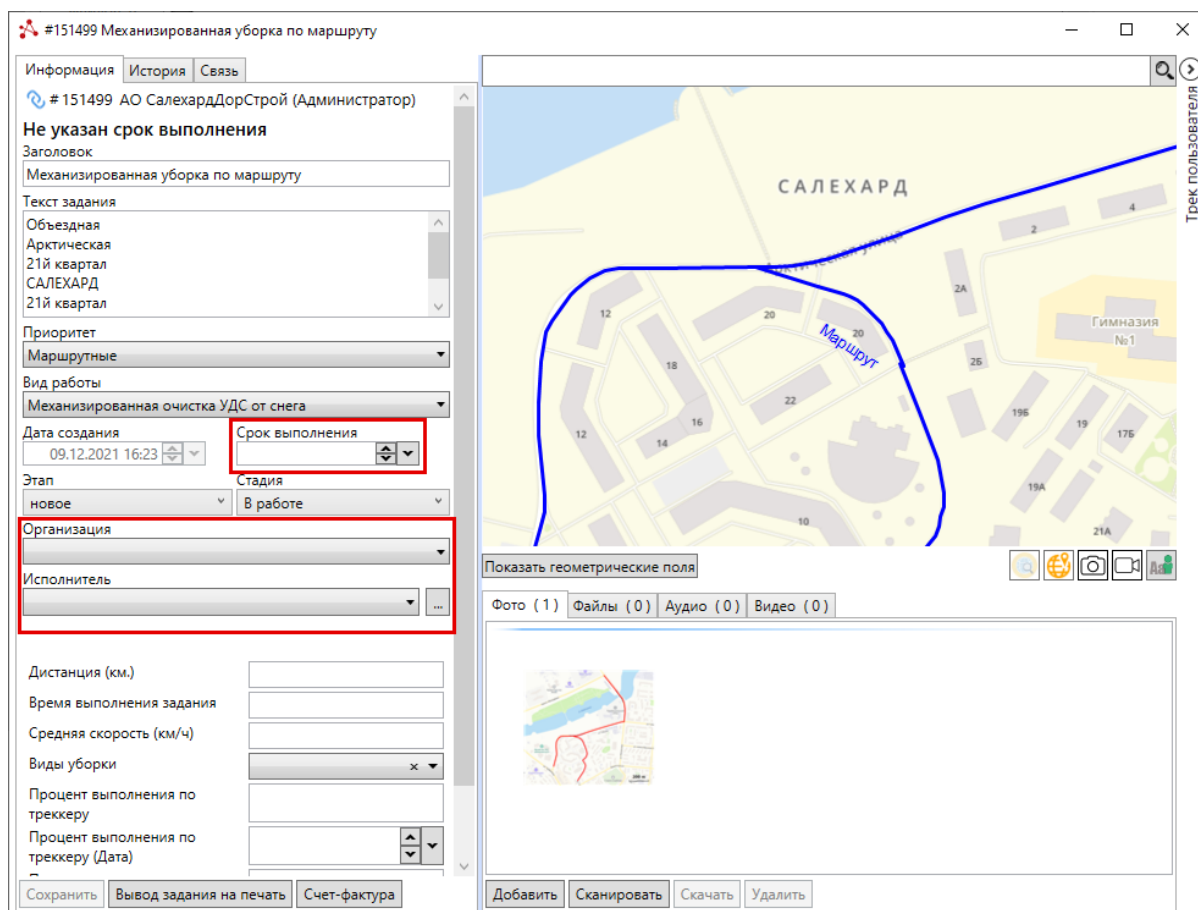 #151499 Механизированная уборка по маршруту
Информация
История
Связь
# 151499 АО СалехардДорСтрой (Администратор)
Не указан срок выполнения
Заголовок
Механизированная уборка по маршруту
Текст задания
Объездная
Арктическая
21й квартал
САЛЕХАРД
21й квартал
Приоритет
Маршрутные
Вид работы
Механизированная очистка УДС от снега
Дата создания
Срок выполнения
09.12.2021 16:23
Этап
Стадия
новое
В работе
Организация
Исполнитель
...
Дистанция (км.)
Время выполнения задания
Средняя скорость (км/ч)
Виды уборки
Процент выполнения по
треккеру
Процент выполнения по
треккеру (Дата)
Сохранить
Вывод задания на печать
Счет-фактура
Трек пользователя
САЛЕХАРД
Арктическая улица
4
2
2А
12
20
20
Маршрут
Гимназия
№1
18
2Б
22
16
14
12
19Б
19
17Б
19А
10
21А
Показать геометрические поля
Фото ( 1 )
Файлы ( 0 )
Аудио ( 0 )
Видео ( 0 )
Добавить
Сканировать
Скачать
Удалить